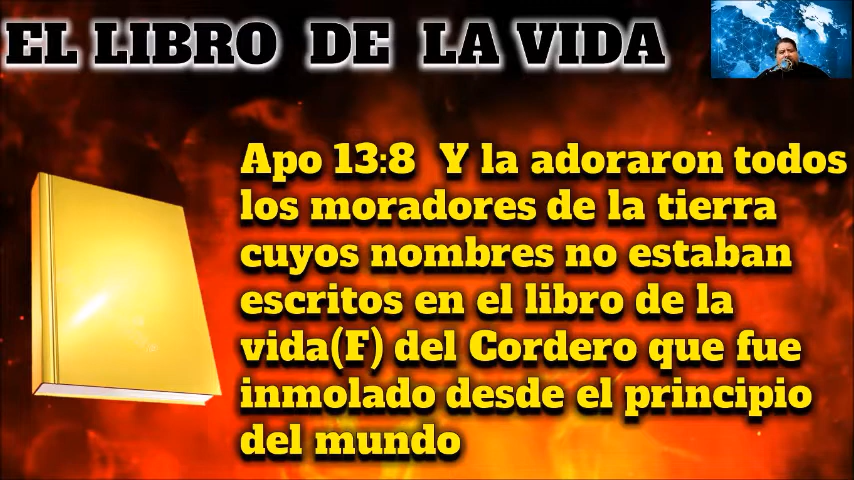 EL LIBRO DE LA VIDA
Apo 13:8 Y la adoraron todos
los moradores de la tierra
cuyos nombres no estaban
escritos en el libro de la
vida(F) del Cordero que fue
inmolado desde el principio
del mundo